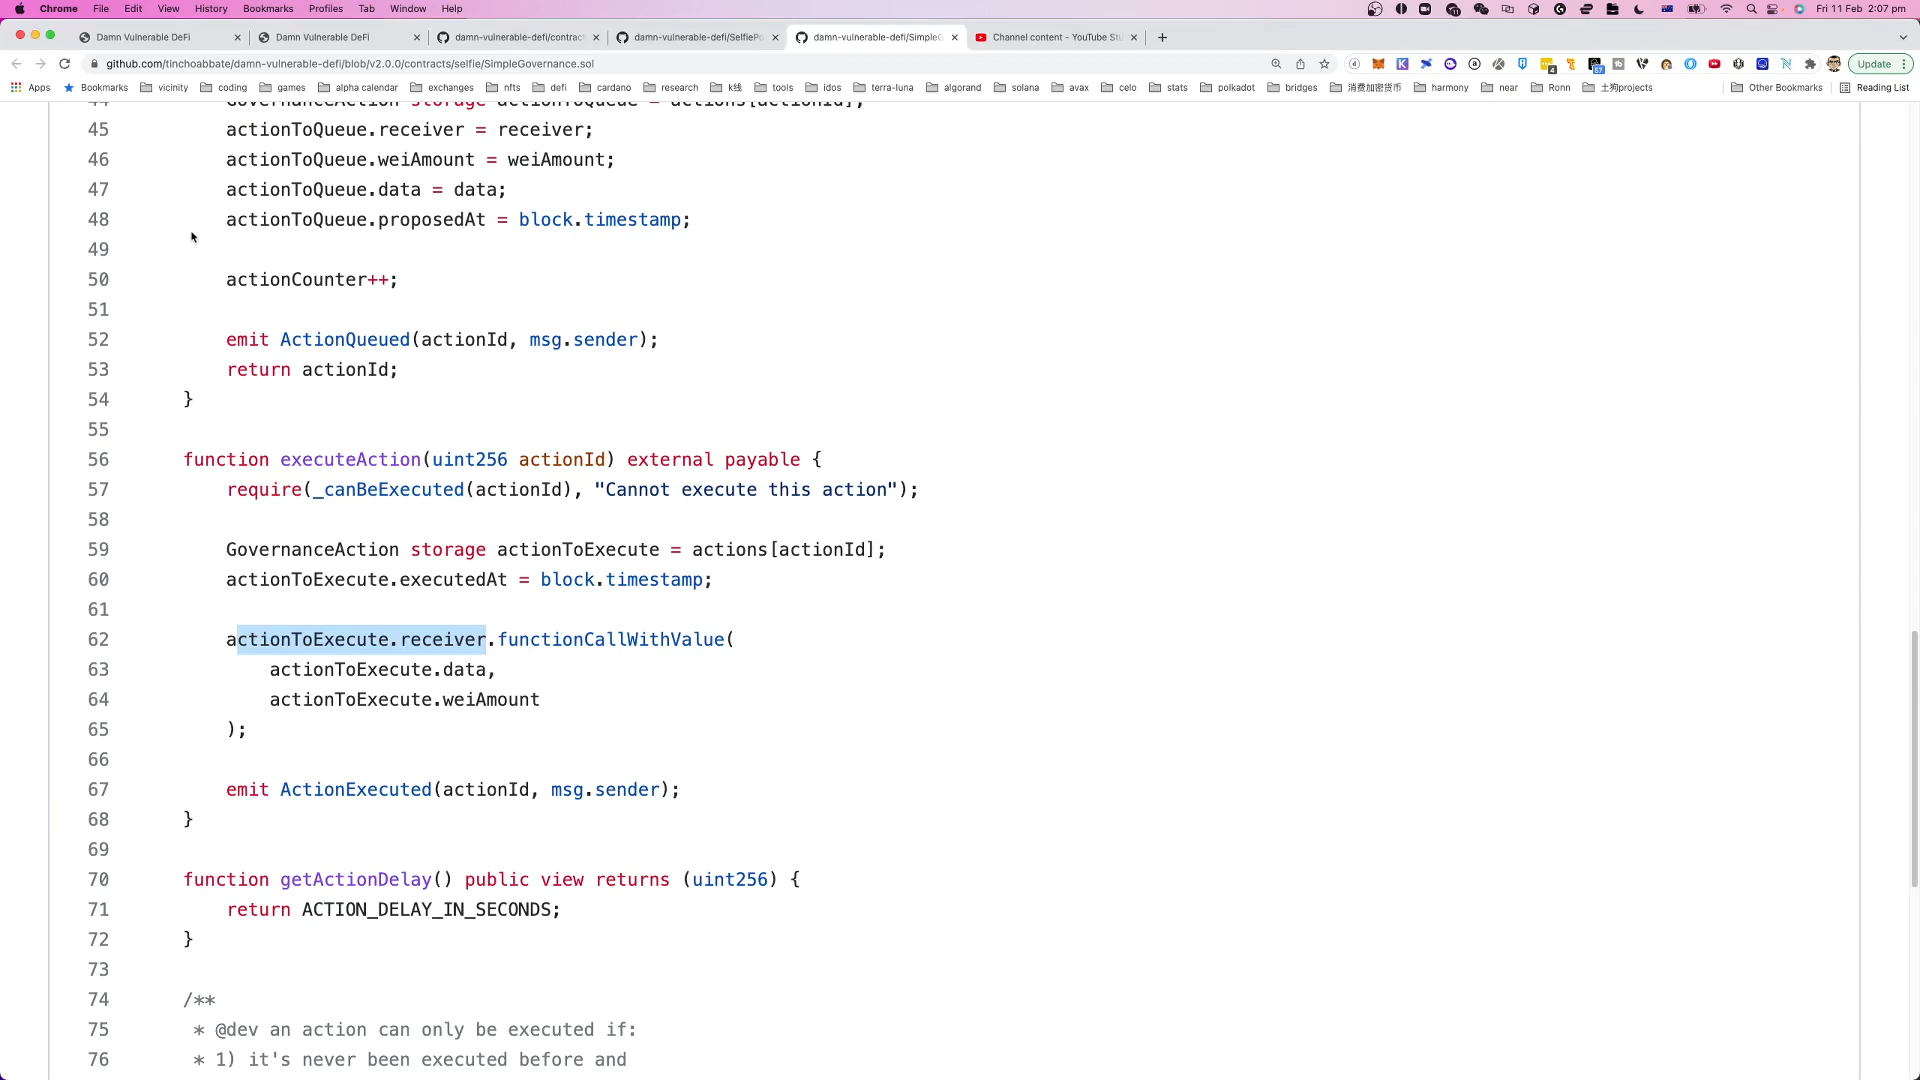 Chrome File Edit View History Bookmarks Profiles Tab Window Help Fri 11 Feb 2:07 pm
Damn Vulnerable DeFi Damn Vulnerable DeFi damn-vulnerable-defi/contrac damn-vulnerable-defi/SelfiePo damn-vulnerable-defi/SimpleG Channel content - YouTube Stu
github.com/tinchoabbate/damn-vulnerable-defi/blob/v2.0.0/contracts/selfie/SimpleGovernance.sol Update
Apps Bookmarks vicinity coding games alpha calendar exchanges nfts defi cardano research k线 tools idos terra-luna algorand solana avax celo stats polkadot bridges 消费加密货币 harmony near Ronn 土狗projects Other Bookmarks Reading List
44 GovernanceAction storage actionToQueue = actions[actionId];
45 actionToQueue.receiver = receiver;
46 actionToQueue.weiAmount = weiAmount;
47 actionToQueue.data = data;
48 actionToQueue.proposedAt = block.timestamp;
49
50 actionCounter++;
51
52 emit ActionQueued(actionId, msg.sender);
53 return actionId;
54 }
55
56 function executeAction(uint256 actionId) external payable {
57 require(_canBeExecuted(actionId), "Cannot execute this action");
58
59 GovernanceAction storage actionToExecute = actions[actionId];
60 actionToExecute.executedAt = block.timestamp;
61
62 actionToExecute.receiver.functionCallWithValue(
63 actionToExecute.data,
64 actionToExecute.weiAmount
65 );
66
67 emit ActionExecuted(actionId, msg.sender);
68 }
69
70 function getActionDelay() public view returns (uint256) {
71 return ACTION_DELAY_IN_SECONDS;
72 }
73
74 /**
75 * @dev an action can only be executed if:
76 * 1) it's never been executed before and